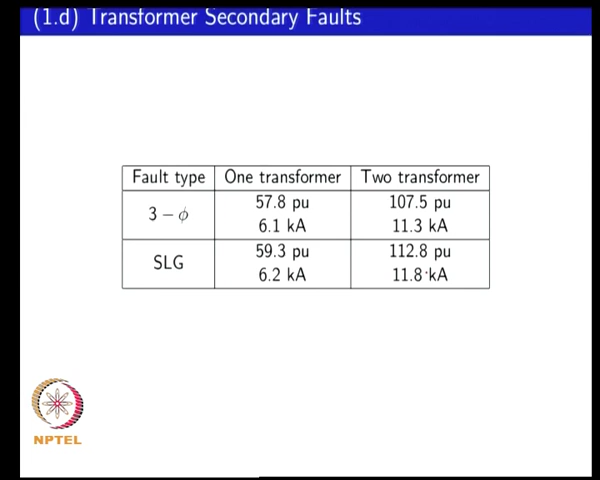 (1.d) Transformer Secondary Faults
Fault type One transformer Two transformer
3 − ϕ 57.8 pu 107.5 pu
6.1 kA 11.3 kA
SLG 59.3 pu 112.8 pu
6.2 kA 11.8 kA
NPTEL